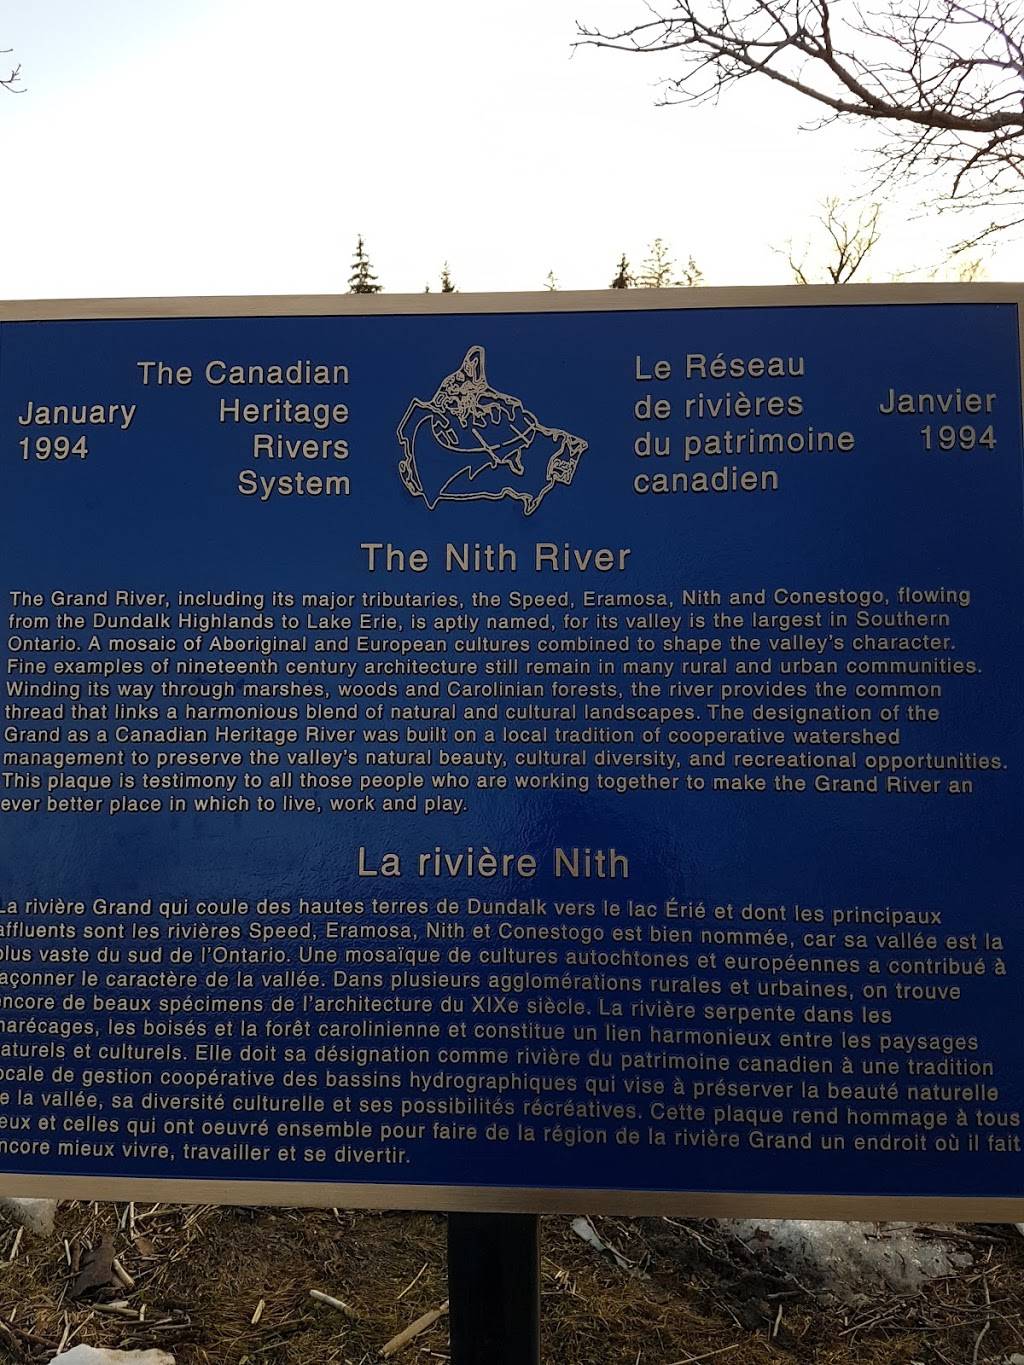 The Canadian
Heritage
Rivers
System
January
1994
Le Réseau
de rivières
du patrimoine
canadien
Janvier
1994
The Nith River
The Grand River, including its major tributaries, the Speed, Eramosa, Nith and Conestogo, flowing
from the Dundalk Highlands to Lake Erie, is aptly named, for its valley is the largest in Southern
Ontario. A mosaic of Aboriginal and European cultures combined to shape the valley's character.
Fine examples of nineteenth century architecture still remain in many rural and urban communities.
Winding its way through marshes, woods and Carolinian forests, the river provides the common
thread that links a harmonious blend of natural and cultural landscapes. The designation of the
Grand as a Canadian Heritage River was built on a local tradition of cooperative watershed
management to preserve the valley's natural beauty, cultural diversity, and recreational opportunities.
This plaque is testimony to all those people who are working together to make the Grand River an
ever better place in which to live, work and play.
La rivière Nith
La rivière Grand qui coule des hautes terres de Dundalk vers le lac Érié et dont les principaux
affluents sont les rivières Speed, Eramosa, Nith et Conestogo est bien nommée, car sa vallée est la
plus vaste du sud de l'Ontario. Une mosaïque de cultures autochtones et européennes a contribué à
açonner le caractère de la vallée. Dans plusieurs agglomérations rurales et urbaines, on trouve
encore de beaux spécimens de l'architecture du XIXe siècle. La rivière serpente dans les
marécages, les boisés et la forêt carolinienne et constitue un lien harmonieux entre les paysages
naturels et culturels. Elle doit sa désignation comme rivière du patrimoine canadien à une tradition
ocale de gestion coopérative des bassins hydrographiques qui vise à préserver la beauté naturelle
e la vallée, sa diversité culturelle et ses possibilités récréatives. Cette plaque rend hommage à tous
eux et celles qui ont oeuvré ensemble pour faire de la région de la rivière Grand un endroit où il fait
ncore mieux vivre, travailler et se divertir.